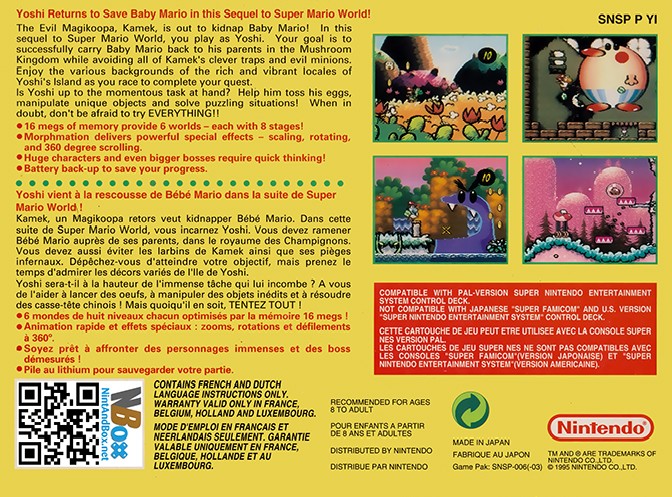 Yoshi Returns to Save Baby Mario in this Sequel to Super Mario World!
SNSP P YI
The Evil Magikoopa, Kamek, is out to kidnap Baby Mario! In this
sequel to Super Mario World, you play as Yoshi. Your goal is to
successfully carry Baby Mario back to his parents in the Mushroom
Kingdom while avoiding all of Kamek's clever traps and evil minions.
Enjoy the various backgrounds of the rich and vibrant locales of
Yoshi's Island as you race to complete your quest.
Is Yoshi up to the momentous task at hand? Help him toss his eggs,
manipulate unique objects and solve puzzling situations! When in
doubt, don't be afraid to try EVERYTHING!!
●16 megs of memory provide 6 worlds – each with 8 stages!
●Morphmation delivers powerful special effects – scaling, rotating,
and 360 degree scrolling.
●Huge characters and even bigger bosses require quick thinking!
●Battery back-up to save your progress.
Yoshi vient à la rescousse de Bébé Mario dans la suite de Super
Mario World !
Kamek, un Magikoopa retors veut kidnapper Bébé Mario. Dans cette
suite de Super Mario World, vous incarnez Yoshi. Vous devez ramener
Bébé Mario auprès de ses parents, dans le royaume des Champignons.
Vous devez aussi éviter les larbins de Kamek ainsi que ses pièges
infernaux. Dépêchez-vous d'atteindre votre objectif, mais prenez le
temps d'admirer les décors variés de l'Ile de Yoshi.
Yoshi sera-t-il à la hauteur de l'immense tâche qui lui incombe ? A vous
de l'aider à lancer des oeufs, à manipuler des objets inédits et à résoudre
des casse-tête chinois ! Mais quoiqu'il en soit, TENTEZ TOUT !
●6 mondes de huit niveaux chacun optimisés par la mémoire 16 megs !
●Animation rapide et effets spéciaux : zooms, rotations et défilements
à 360°.
●Soyez prêt à affronter des personnages immenses et des boss
démesurés !
●Pile au lithium pour sauvegarder votre partie.
10
10
COMPATIBLE WITH PAL-VERSION SUPER NINTENDO ENTERTAINMENT
SYSTEM CONTROL DECK.
NOT COMPATIBLE WITH JAPANESE "SUPER FAMICOM" AND U.S. VERSION
"SUPER NINTENDO ENTERTAINMENT SYSTEM" CONTROL DECK.
CETTE CARTOUCHE DE JEU PEUT ETRE UTILISEE AVEC LA CONSOLE SUPER
NES VERSION PAL.
LES CARTOUCHES DE JEU SUPER NES NE SONT PAS COMPATIBLES AVEC
LES CONSOLES "SUPER FAMICOM"(VERSION JAPONAISE) ET "SUPER
NINTENDO ENTERTAINMENT SYSTEM"(VERSION AMERICAINE).
NBox
NintAndBox.net
CONTAINS FRENCH AND DUTCH
LANGUAGE INSTRUCTIONS ONLY.
WARRANTY VALID ONLY IN FRANCE,
BELGIUM, HOLLAND AND LUXEMBOURG.
MODE D'EMPLOI EN FRANCAIS ET
NEERLANDAIS SEULEMENT. GARANTIE
VALABLE UNIQUEMENT EN FRANCE,
BELGIQUE, HOLLANDE ET AU
LUXEMBOURG.
RECOMMENDED FOR AGES
8 TO ADULT
POUR ENFANTS A PARTIR
DE 8 ANS ET ADULTES
DISTRIBUTED BY NINTENDO
DISTRIBUE PAR NINTENDO
MADE IN JAPAN
FABRIQUE AU JAPON
Game Pak: SNSP-006(-03)
Nintendo
TM AND ® ARE TRADEMARKS OF
NINTENDO CO.,LTD.
© 1995 NINTENDO CO.,LTD.